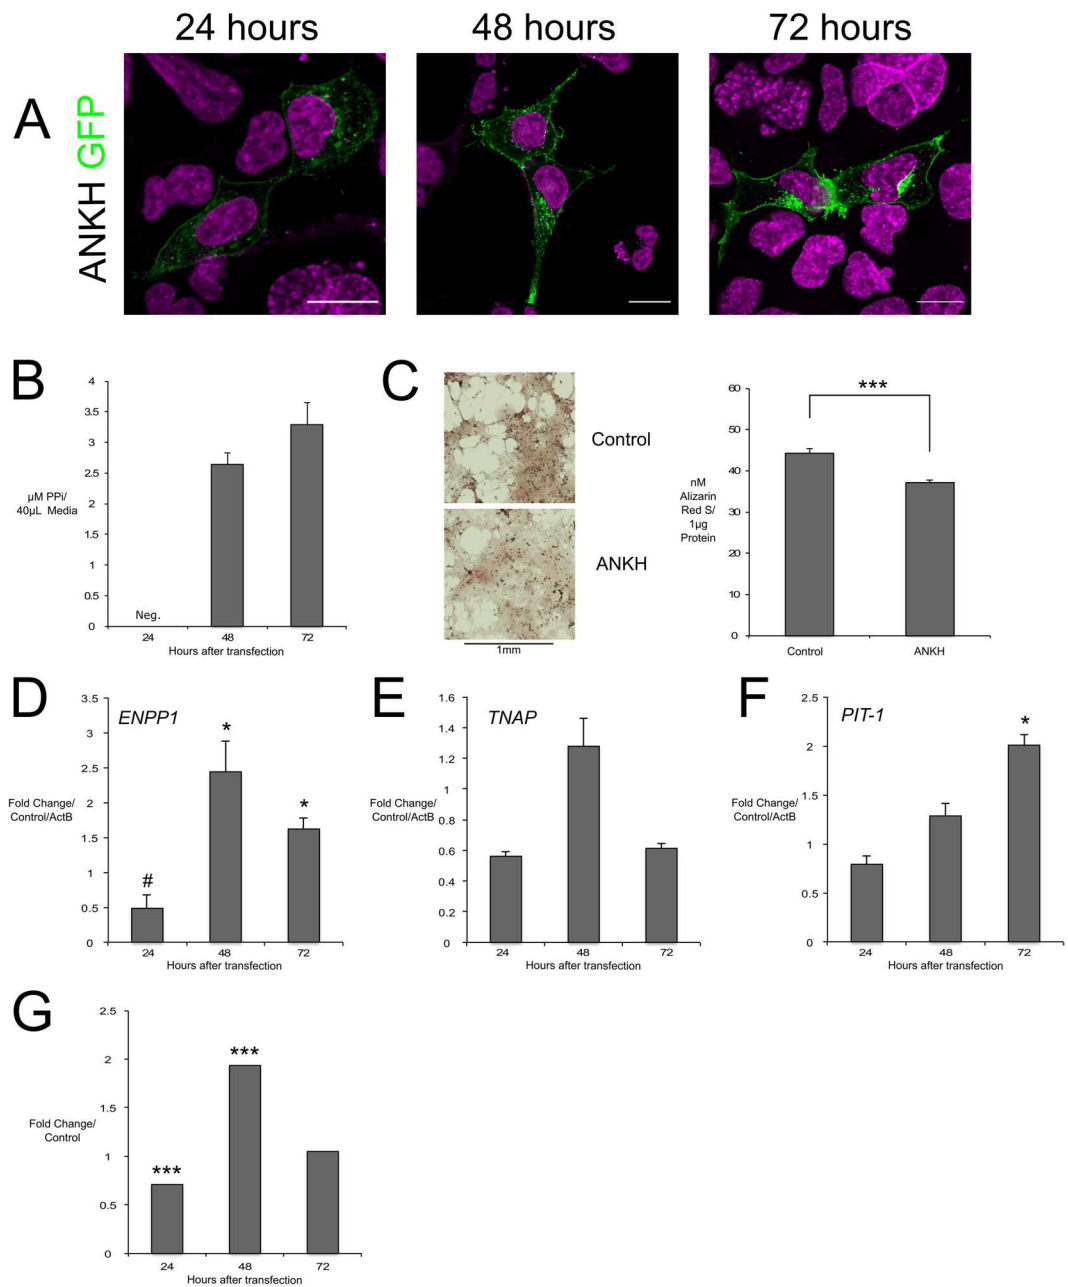 24 hours
48 hours
72 hours
A
ANKH GFP
B
4
3.5
3
2.5
2
1.5
1
0.5
0
µM PPi/
40µL Media
Neg.
24
48
72
Hours after transfection
C
Control
ANKH
1mm
60
50
40
30
20
10
0
nM
Alizarin
Red S/
1µg
Protein
***
Control
ANKH
D
ENPP1
3.5
3
2.5
2
1.5
1
0.5
0
Fold Change/
Control/ActB
#
*
*
24
48
72
Hours after transfection
E
TNAP
1.6
1.4
1.2
1
0.8
0.6
0.4
0.2
0
Fold Change/
Control/ActB
24
48
72
Hours after transfection
F
PIT-1
2.5
2
1.5
1
0.5
0
Fold Change/
Control/ActB
*
24
48
72
Hours after transfection
G
2.5
2
1.5
1
0.5
0
Fold Change/
Control
***
***
24
48
72
Hours after transfection